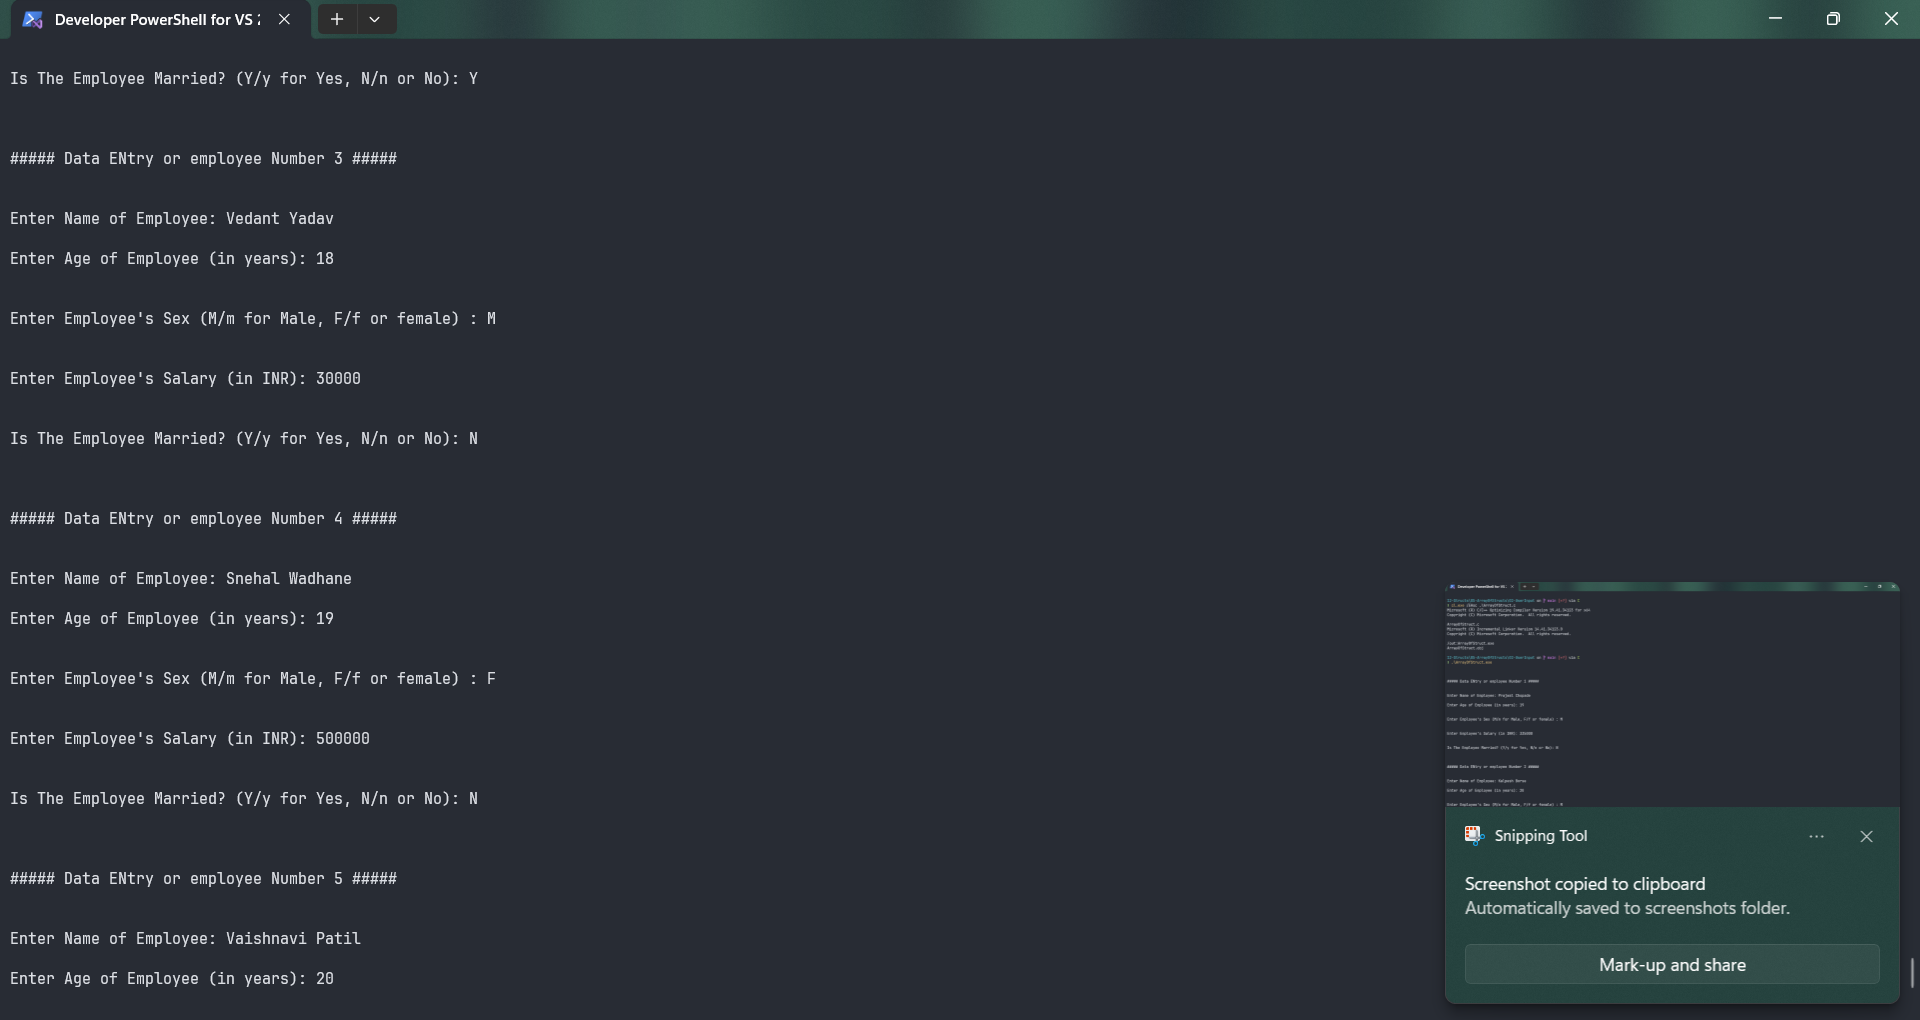 Developer PowerShell for VS 2
Is The Employee Married? (Y/y for Yes, N/n or No): Y
##### Data ENtry or employee Number 3 #####
Enter Name of Employee: Vedant Yadav
Enter Age of Employee (in years): 18
Enter Employee's Sex (M/m for Male, F/f or female) : M
Enter Employee's Salary (in INR): 30000
Is The Employee Married? (Y/y for Yes, N/n or No): N
##### Data ENtry or employee Number 4 #####
Enter Name of Employee: Snehal Wadhane
Enter Age of Employee (in years): 19
Enter Employee's Sex (M/m for Male, F/f or female) : F
Enter Employee's Salary (in INR): 500000
Is The Employee Married? (Y/y for Yes, N/n or No): N
##### Data ENtry or employee Number 5 #####
Enter Name of Employee: Vaishnavi Patil
Enter Age of Employee (in years): 20
Snipping Tool
Screenshot copied to clipboard
Automatically saved to screenshots folder.
Mark-up and share